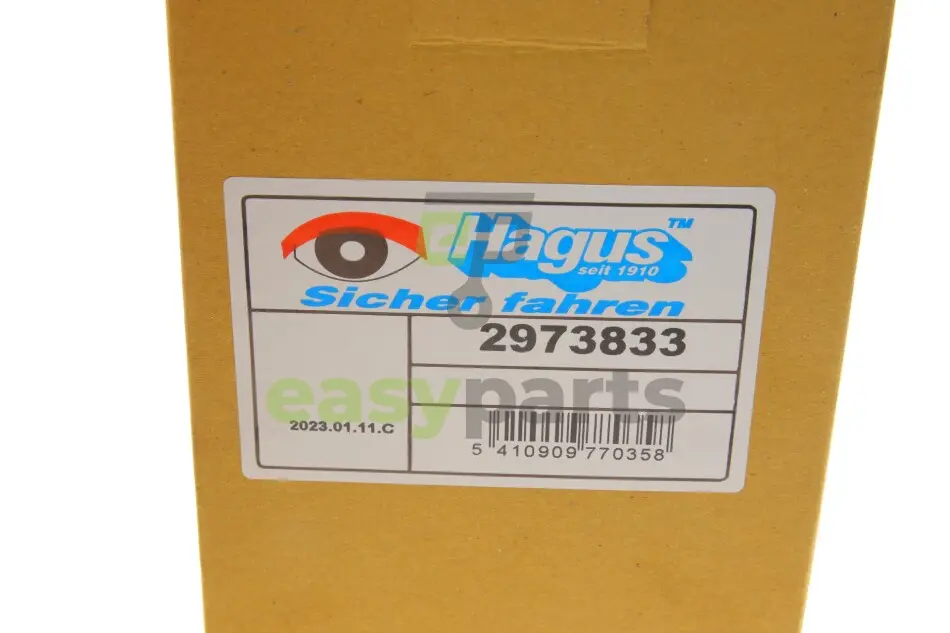 Hagus™
seit 1910
Sicher fahren
2973833
easyparts
2023.01.11.C
5 410909 770358